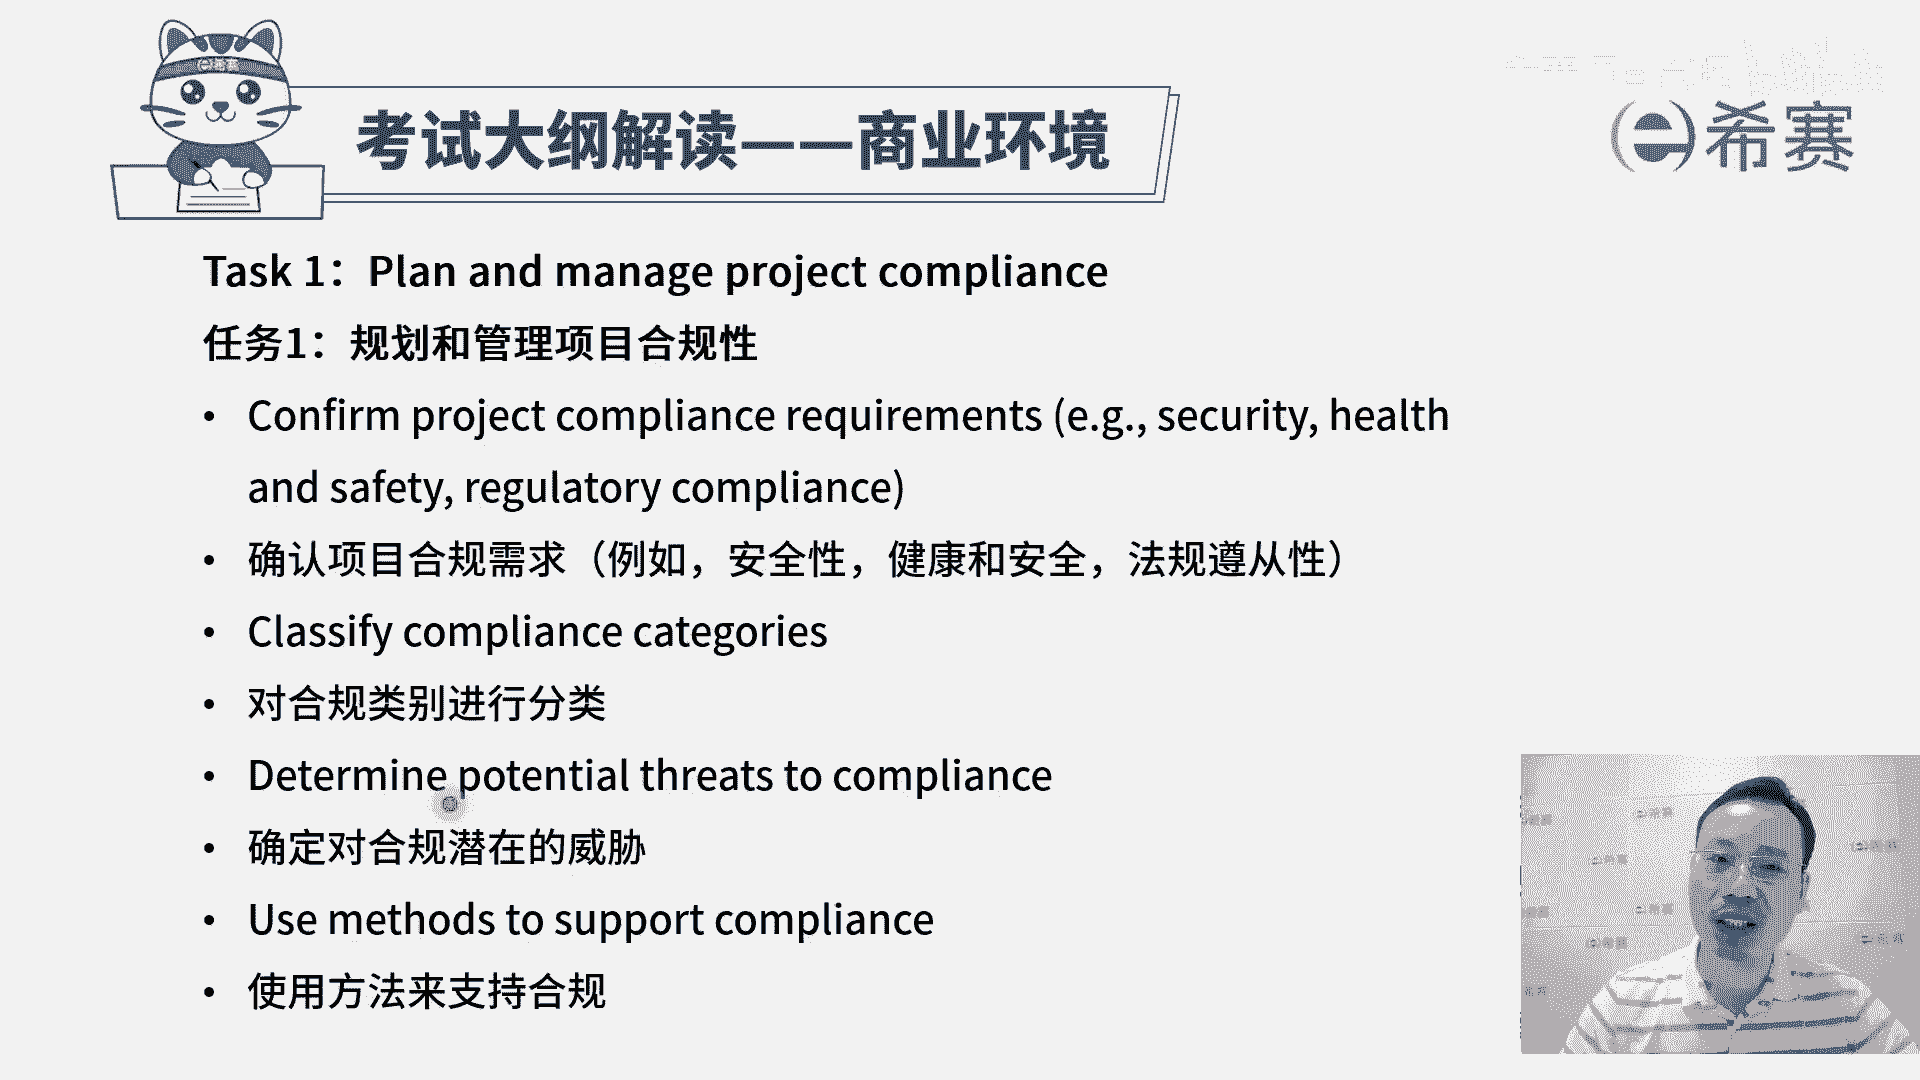 考试大纲解读——商业环境
希赛
Task 1：Plan and manage project compliance
任务1：规划和管理项目合规性
• Confirm project compliance requirements (e.g., security, health
and safety, regulatory compliance)
• 确认项目合规需求（例如，安全性，健康和安全，法规遵从性）
• Classify compliance categories
• 对合规类别进行分类
• Determine potential threats to compliance
• 确定对合规潜在的威胁
• Use methods to support compliance
• 使用方法来支持合规